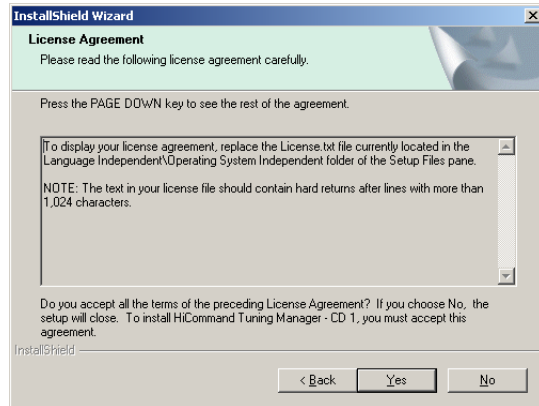 InstallShield Wizard
License Agreement
Please read the following license agreement carefully.
Press the PAGE DOWN key to see the rest of the agreement.
To display your license agreement, replace the License.txt file currently located in the
Language Independent\Operating System Independent folder of the Setup Files pane.
NOTE: The text in your license file should contain hard returns after lines with more than
1,024 characters.
Do you accept all the terms of the preceding License Agreement? If you choose No, the
setup will close. To install HiCommand Tuning Manager - CD 1, you must accept this
agreement.
InstallShield
< Back Yes No